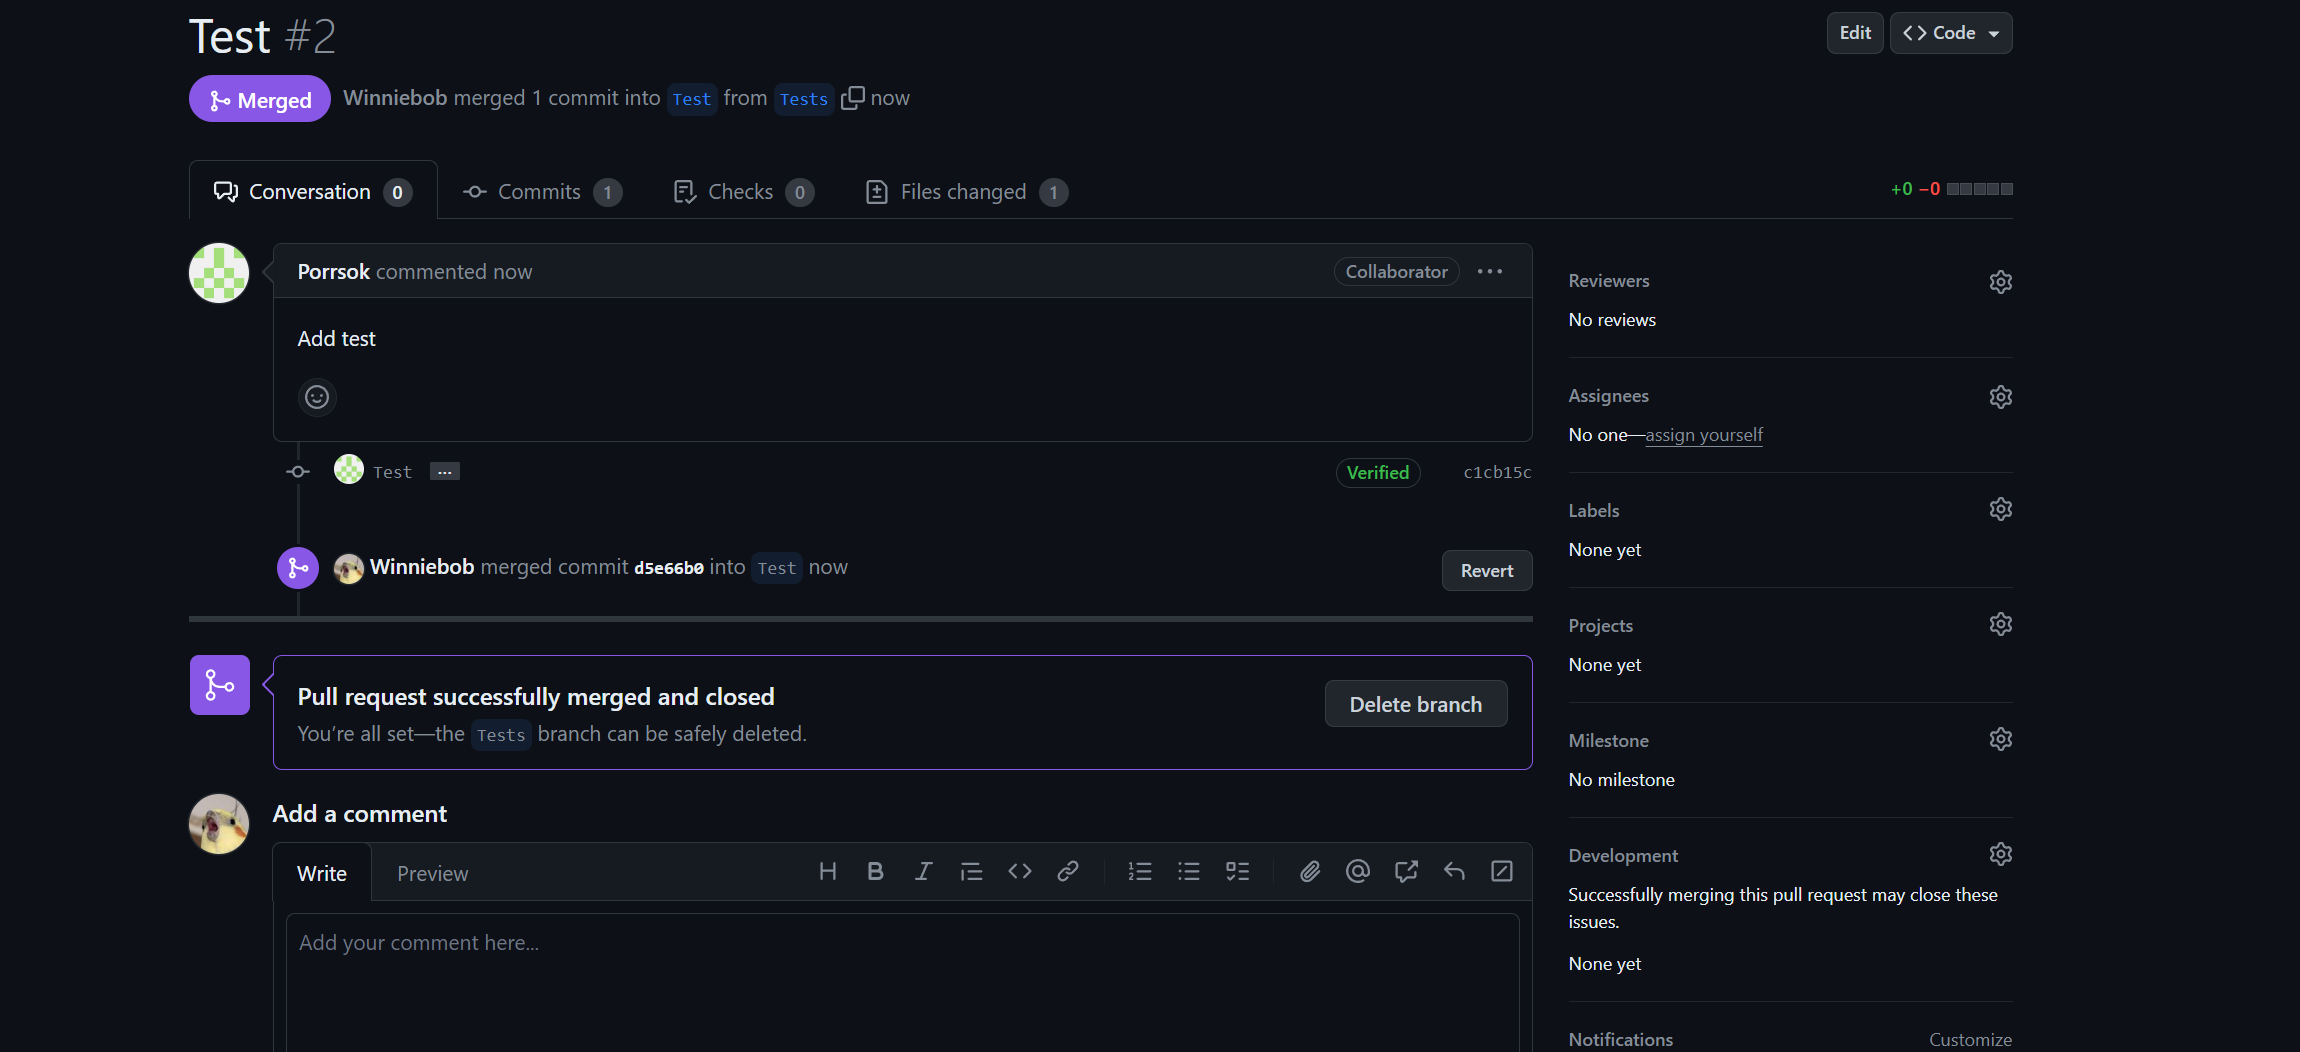 Test #2
Edit
Code
Merged
Winniebob merged 1 commit into Test from Tests now
Conversation 0
Commits 1
Checks 0
Files changed 1
+0 −0
Porrsok commented now
Collaborator
Add test
Test ...
Verified
c1cb15c
Winniebob merged commit d5e66b0 into Test now
Revert
Pull request successfully merged and closed
You’re all set—the Tests branch can be safely deleted.
Delete branch
Add a comment
Write
Preview
Add your comment here...
Reviewers
No reviews
Assignees
No one—assign yourself
Labels
None yet
Projects
None yet
Milestone
No milestone
Development
Successfully merging this pull request may close these
issues.
None yet
Notifications
Customize